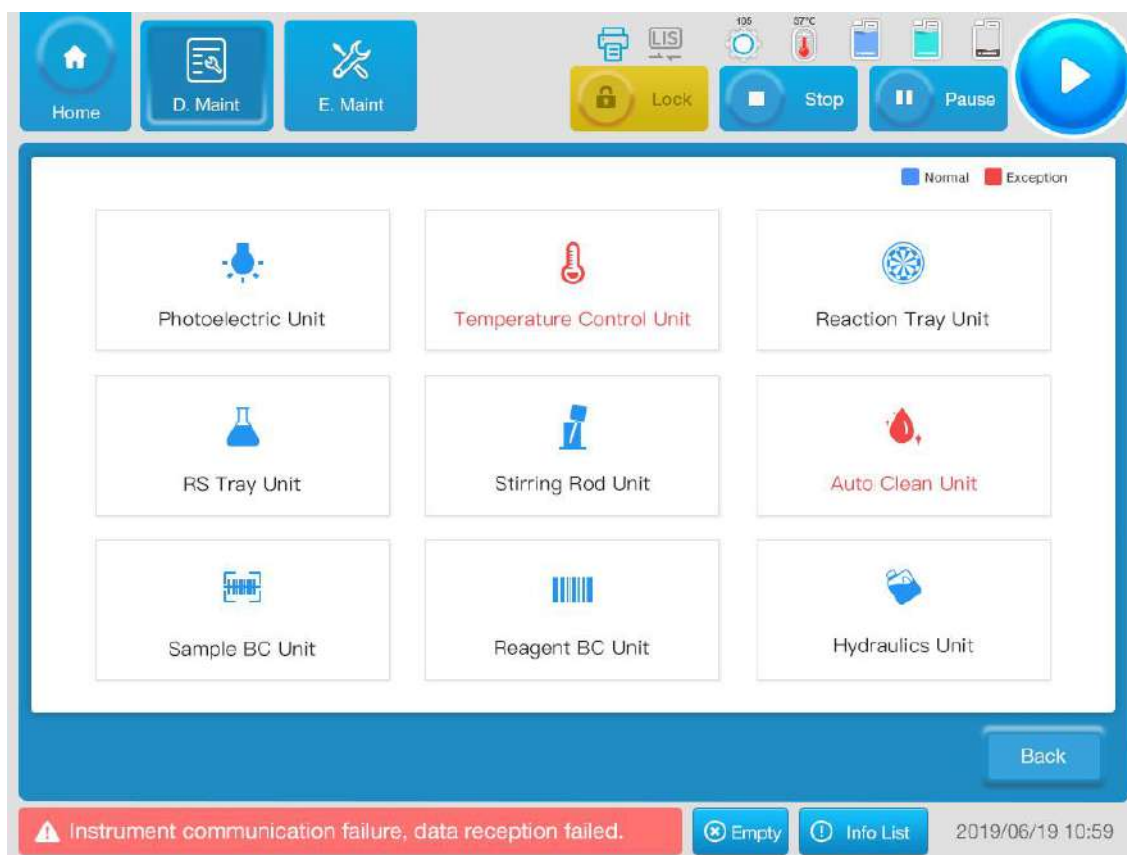 Home
D. Maint
E. Maint
LIS
105
37°C
Lock
Stop
Pause
Normal
Exception
Photoelectric Unit
Temperature Control Unit
Reaction Tray Unit
RS Tray Unit
Stirring Rod Unit
Auto Clean Unit
Sample BC Unit
Reagent BC Unit
Hydraulics Unit
Back
Instrument communication failure, data reception failed.
Empty
Info List
2019/06/19 10:59